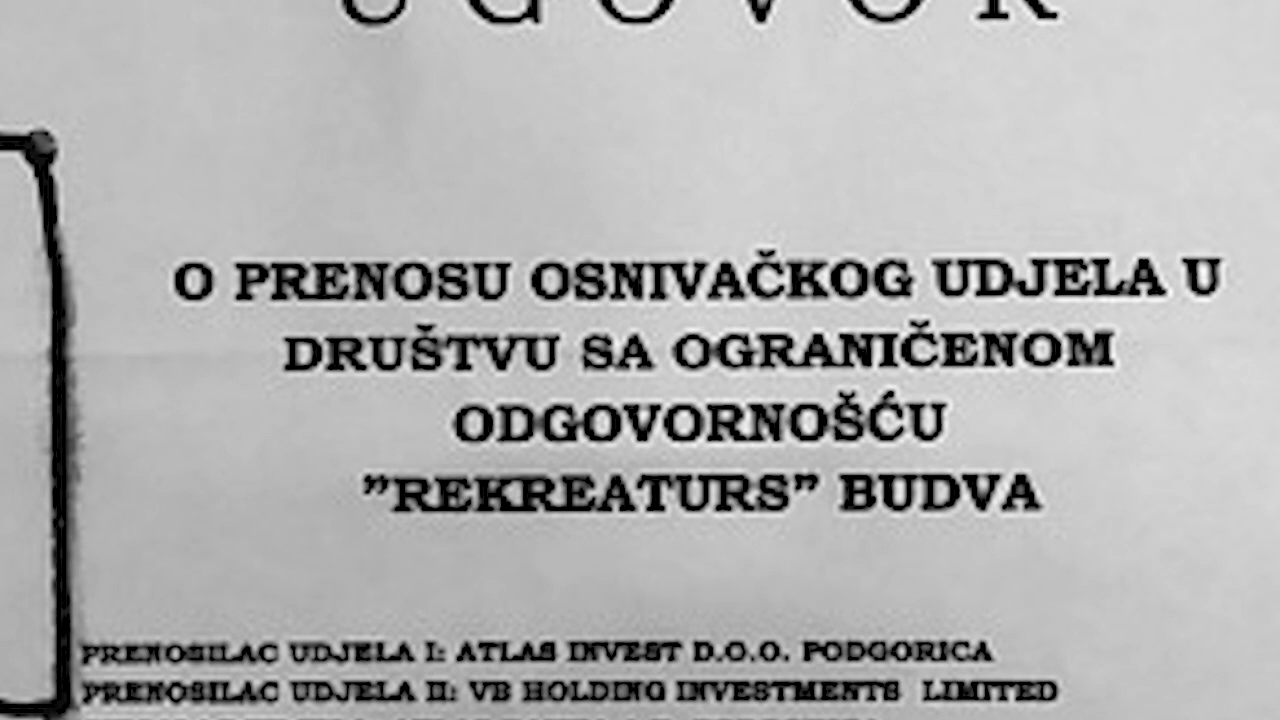 UGOVOR
O PRENOSU OSNIVAČKOG UDJELA U
DRUŠTVU SA OGRANIČENOM
ODGOVORNOŠĆU
”REKREATURS” BUDVA
PRENOSILAC UDJELA I: ATLAS INVEST D.O.O. PODGORICA
PRENOSILAC UDJELA II: VB HOLDING INVESTMENTS LIMITED